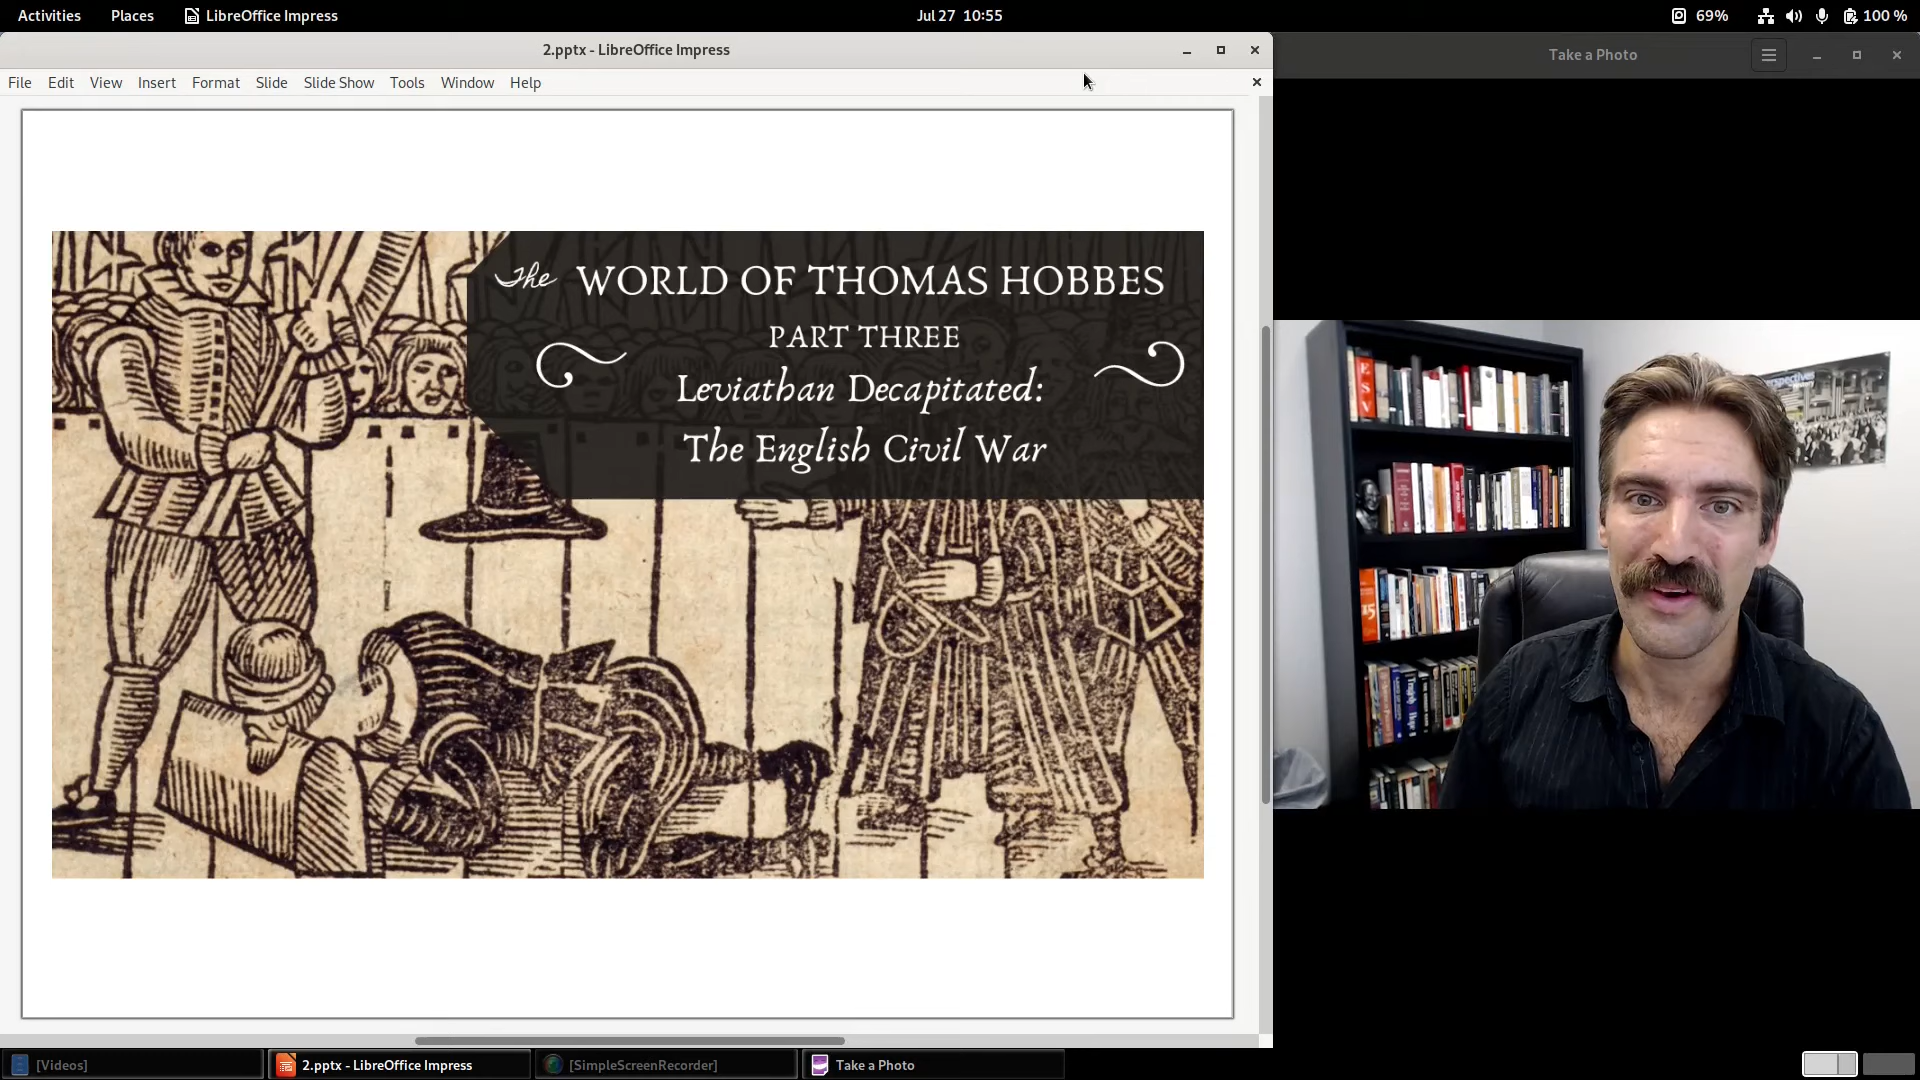 Activities Places LibreOffice Impress Jul 27 10:55 69% 100 %
2.pptx - LibreOffice Impress
Take a Photo
File Edit View Insert Format Slide Slide Show Tools Window Help
The WORLD OF THOMAS HOBBES
PART THREE
Leviathan Decapitated:
The English Civil War
ESV
[Videos] 2.pptx - LibreOffice Impress [SimpleScreenRecorder] Take a Photo